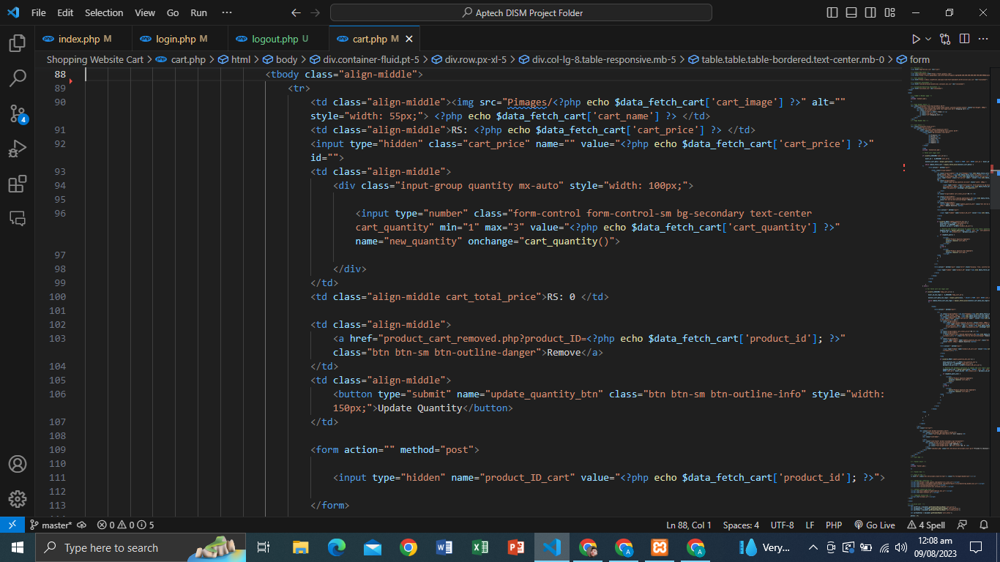 File Edit Selection View Go Run ··· Aptech DISM Project Folder
index.php M login.php M logout.php U cart.php M
Shopping Website Cart > cart.php > html > body > div.container-fluid.pt-5 > div.row.px-xl-5 > div.col-lg-8.table-responsive.mb-5 > table.table.table-bordered.text-center.mb-0 > form
88 <tbody class="align-middle">
89 <tr>
90 <td class="align-middle"><img src="Pimages/<?php echo $data_fetch_cart['cart_image'] ?>" alt=""
style="width: 55px;"> <?php echo $data_fetch_cart['cart_name'] ?> </td>
91 <td class="align-middle">RS: <?php echo $data_fetch_cart['cart_price'] ?> </td>
92 <input type="hidden" class="cart_price" name="" value="<?php echo $data_fetch_cart['cart_price'] ?>"
id="">
93 <td class="align-middle">
94 <div class="input-group quantity mx-auto" style="width: 100px;">
95
96 <input type="number" class="form-control form-control-sm bg-secondary text-center
cart_quantity" min="1" max="3" value="<?php echo $data_fetch_cart['cart_quantity'] ?>"
name="new_quantity" onchange="cart_quantity()">
97
98 </div>
99 </td>
100 <td class="align-middle cart_total_price">RS: 0 </td>
101
102 <td class="align-middle">
103 <a href="product_cart_removed.php?product_ID=<?php echo $data_fetch_cart['product_id']; ?>"
class="btn btn-sm btn-outline-danger">Remove</a>
104 </td>
105 <td class="align-middle">
106 <button type="submit" name="update_quantity_btn" class="btn btn-sm btn-outline-info" style="width:
150px;">Update Quantity</button>
107 </td>
108
109 <form action="" method="post">
110
111 <input type="hidden" name="product_ID_cart" value="<?php echo $data_fetch_cart['product_id']; ?>">
112
113 </form>
4
master* 0 0 5 Ln 88, Col 1 Spaces: 4 UTF-8 LF PHP Go Live 4 Spell
Type here to search Very... 12:08 am
09/08/2023